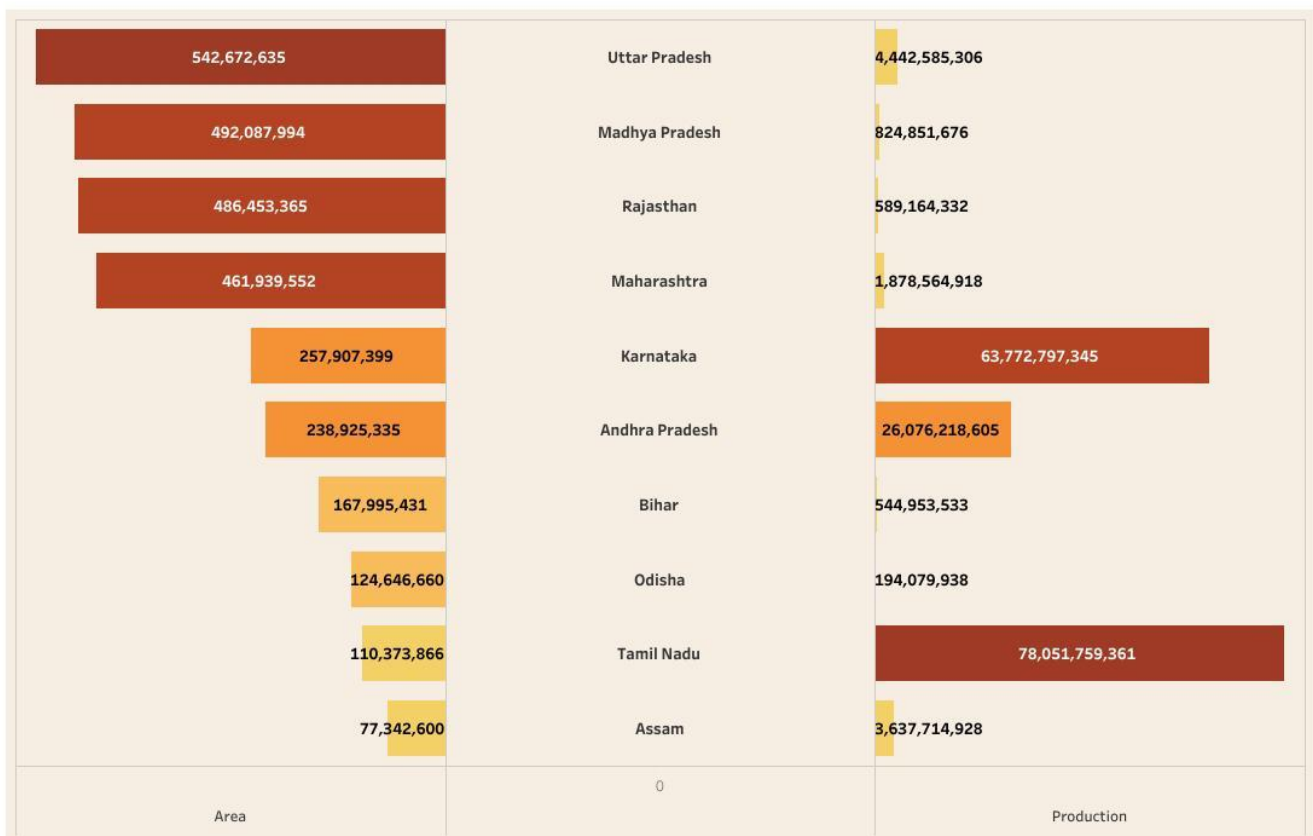 542,672,635 Uttar Pradesh 4,442,585,306
492,087,994 Madhya Pradesh 824,851,676
486,453,365 Rajasthan 589,164,332
461,939,552 Maharashtra 1,878,564,918
257,907,399 Karnataka 63,772,797,345
238,925,335 Andhra Pradesh 26,076,218,605
167,995,431 Bihar 544,953,533
124,646,660 Odisha 194,079,938
110,373,866 Tamil Nadu 78,051,759,361
77,342,600 Assam 3,637,714,928
0
Area Production